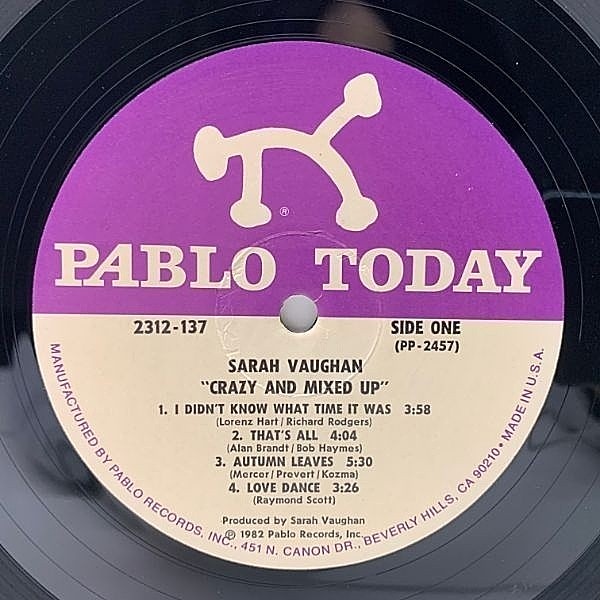 ®
PABLO TODAY
2312-137
SIDE ONE
(PP-2457)
SARAH VAUGHAN
"CRAZY AND MIXED UP"
1. I DIDN'T KNOW WHAT TIME IT WAS 3:58
(Lorenz Hart/Richard Rodgers)
2. THAT'S ALL 4:04
(Alan Brandt/Bob Haymes)
3. AUTUMN LEAVES 5:30
(Mercer/Prevert/Kozma)
4. LOVE DANCE 3:26
(Raymond Scott)
Produced by Sarah Vaughan
℗ 1982 Pablo Records, Inc.
MANUFACTURED BY PABLO RECORDS, INC., 451 N. CANON DR., BEVERLY HILLS, CA 90210 • MADE IN U.S.A.